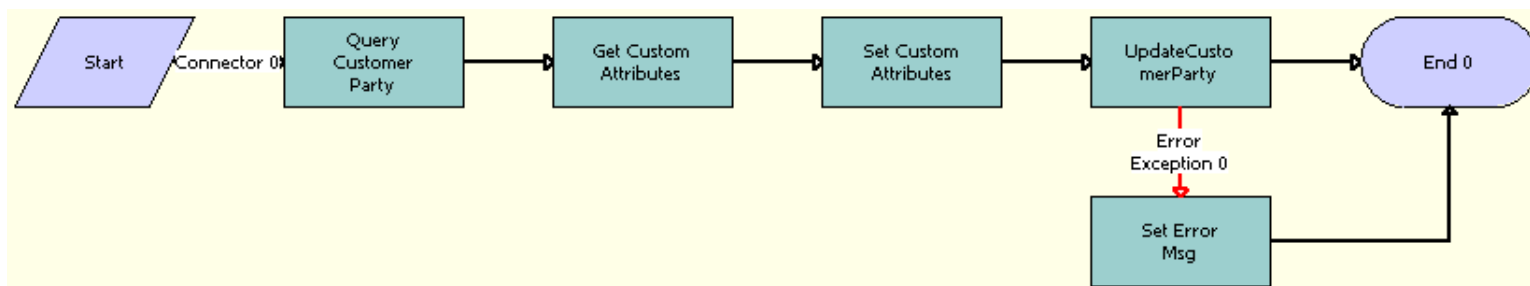 Start
Connector 0
Query
Customer
Party
Get Custom
Attributes
Set Custom
Attributes
UpdateCusto
merParty
End 0
Error
Exception 0
Set Error
Msg